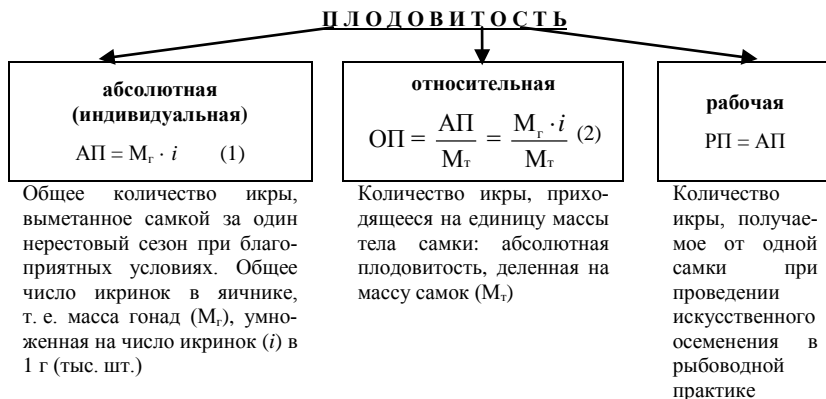 ПЛОДОВИТОСТЬ
абсолютная
(индивидуальная)
АП = Мг · i (1)
Общее количество икры,
выметанное самкой за один
нерестовый сезон при благо-
приятных условиях. Общее
число икринок в яичнике,
т. е. масса гонад (Мг), умно-
женная на число икринок (i) в
1 г (тыс. шт.)
относительная
ОП = АП/Мт = Мг · i/Мт (2)
Количество икры, прихо-
дящееся на единицу массы
тела самки: абсолютная
плодовитость, деленная на
массу самок (Мт)
рабочая
РП = АП
Количество
икры, получае-
мое от одной
самки при
проведении
искусственного
осеменения в
рыбоводной
практике